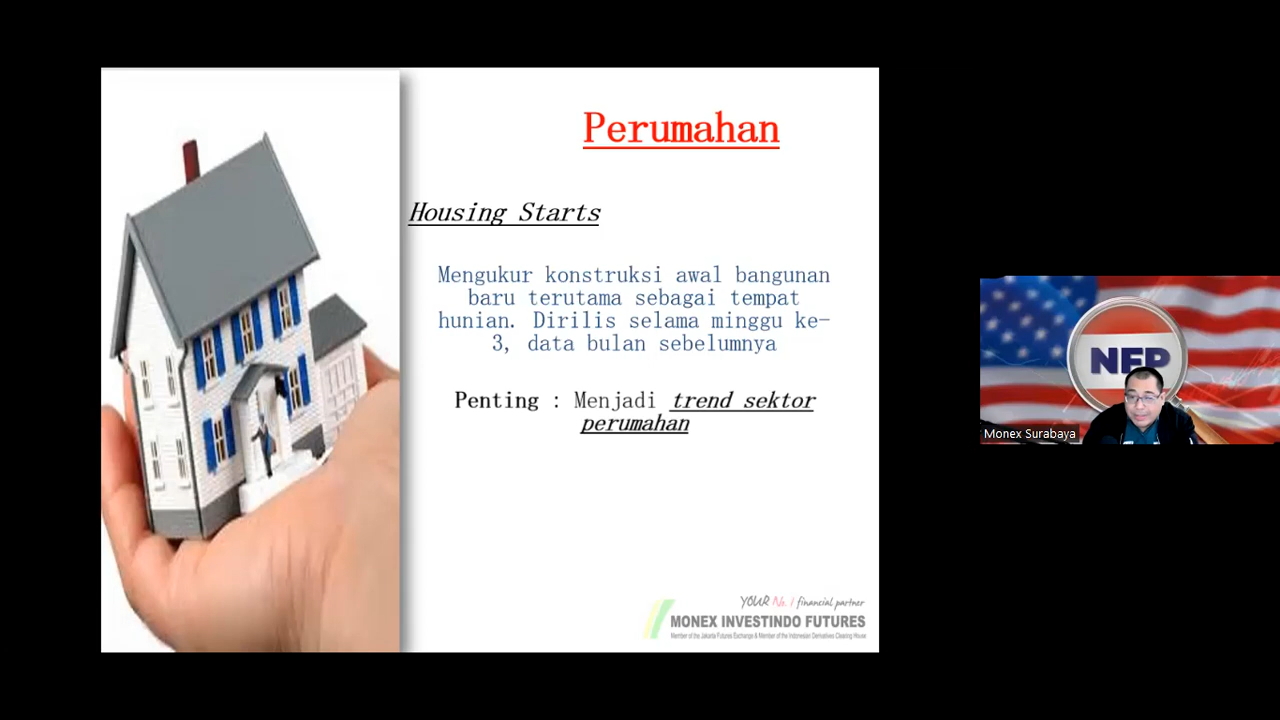 Perumahan
Housing Starts
Mengukur konstruksi awal bangunan
baru terutama sebagai tempat
hunian. Dirilis selama minggu ke-
3, data bulan sebelumnya
Penting : Menjadi trend sektor
perumahan
YOUR No.1 financial partner
MONEX INVESTINDO FUTURES
Member of the Jakarta Futures Exchange & Member of the Indonesian Derivatives Clearing House
NFP
Monex Surabaya